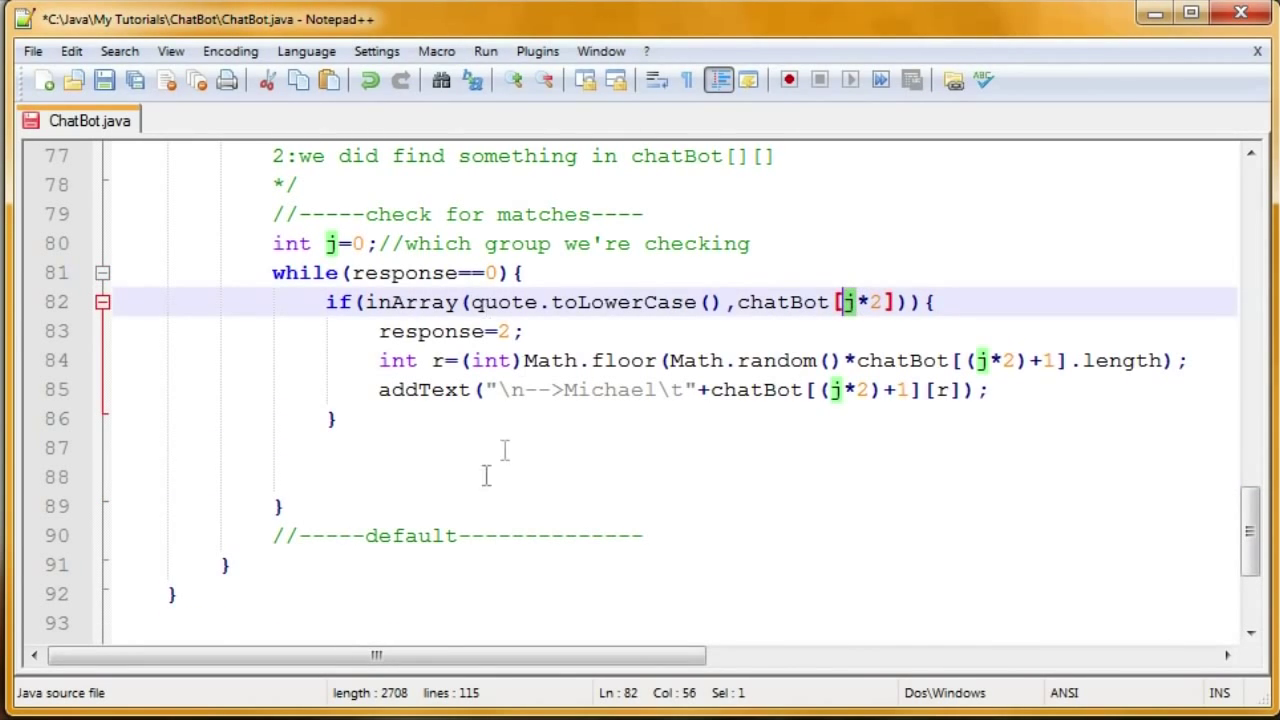 *C:\Java\My Tutorials\ChatBot\ChatBot.java - Notepad++
File Edit Search View Encoding Language Settings Macro Run Plugins Window ? X
ABC
ChatBot.java
77 2:we did find something in chatBot[][]
78 */
79 //-----check for matches----
80 int j=0;//which group we're checking
81 while(response==0){
82 if(inArray(quote.toLowerCase(),chatBot[j*2])){
83 response=2;
84 int r=(int)Math.floor(Math.random()*chatBot[(j*2)+1].length);
85 addText("\n-->Michael\t"+chatBot[(j*2)+1][r]);
86 }
87
88
89 }
90 //-----default--------------
91 }
92 }
93
Java source file length : 2708 lines : 115 Ln : 82 Col : 56 Sel : 1 Dos\Windows ANSI INS